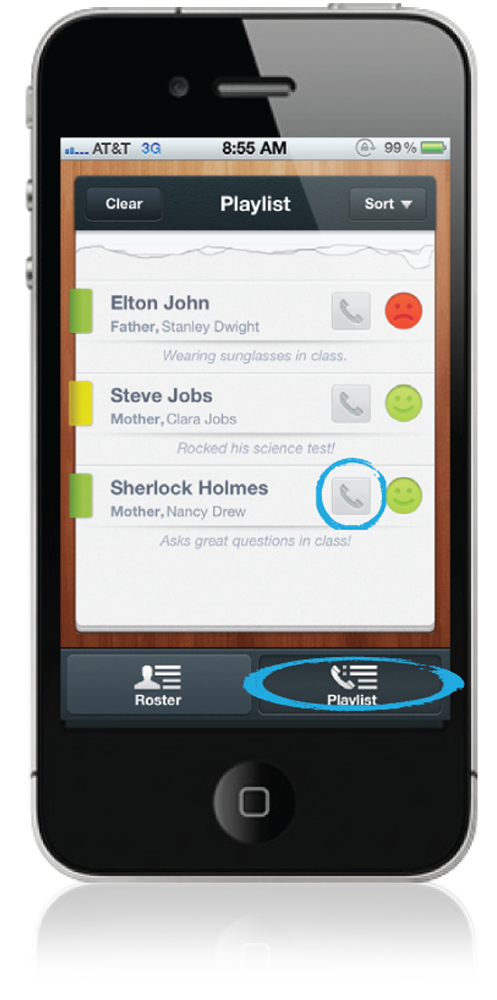 AT&T 3G 8:55 AM 99%
Clear Playlist Sort
Elton John
Father, Stanley Dwight
Wearing sunglasses in class.
Steve Jobs
Mother, Clara Jobs
Rocked his science test!
Sherlock Holmes
Mother, Nancy Drew
Asks great questions in class!
Roster Playlist